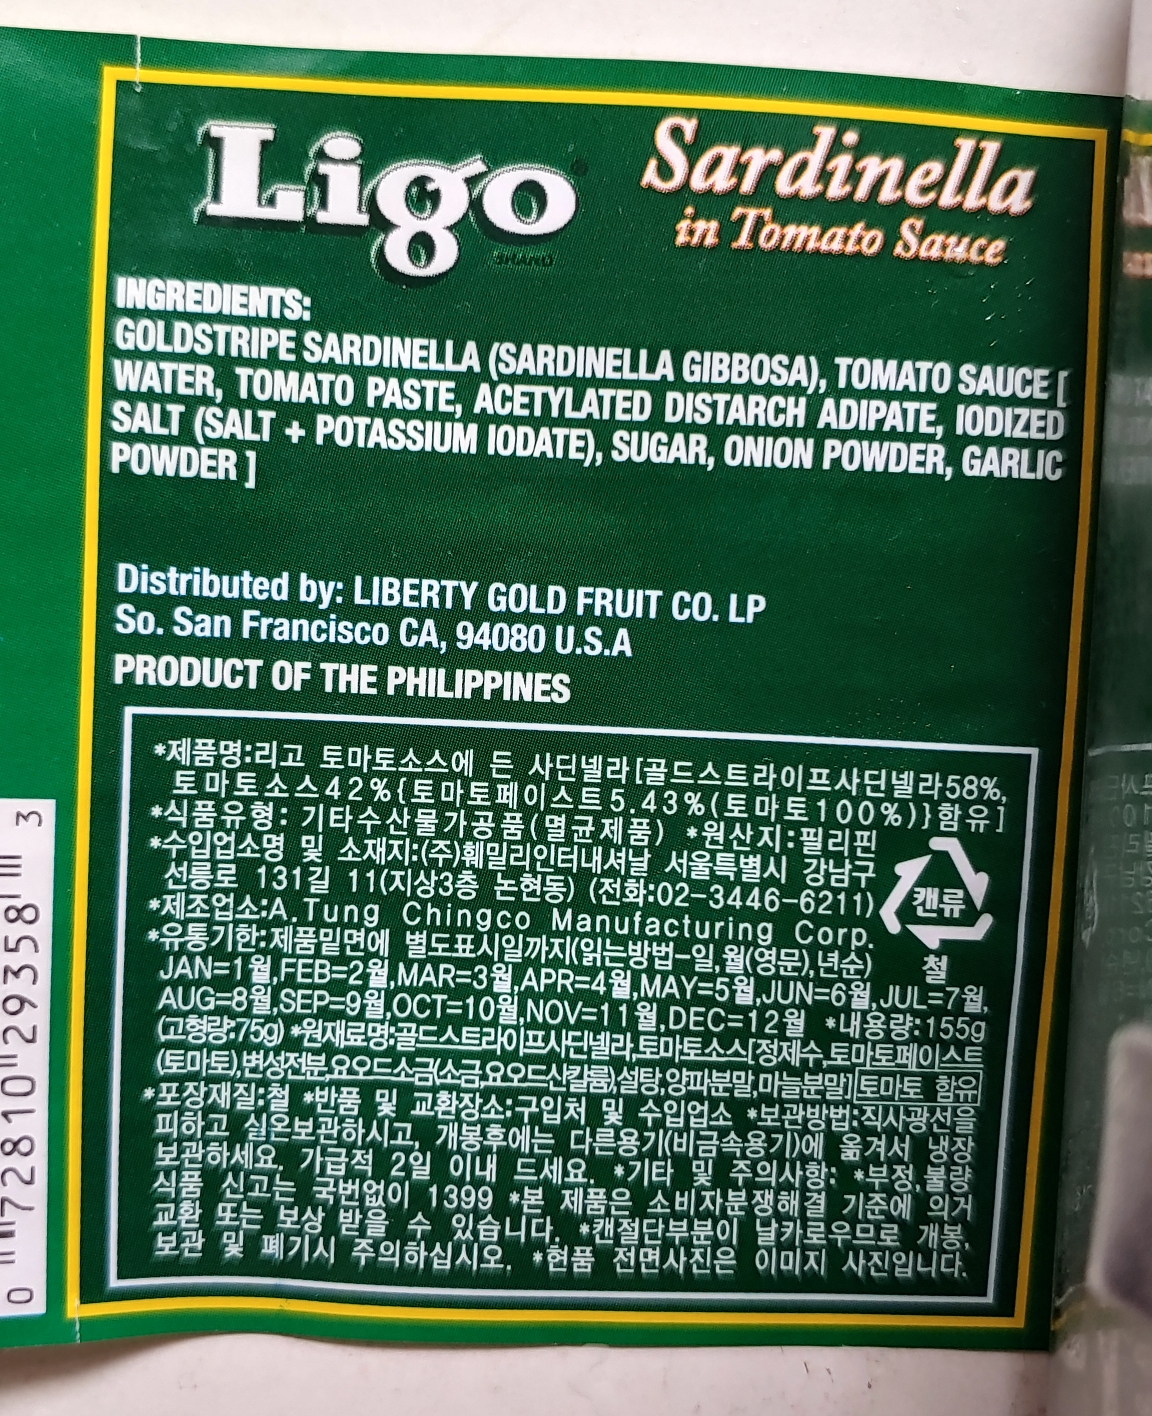 Ligo® Sardinella
BRAND in Tomato Sauce
INGREDIENTS:
GOLDSTRIPE SARDINELLA (SARDINELLA GIBBOSA), TOMATO SAUCE [
WATER, TOMATO PASTE, ACETYLATED DISTARCH ADIPATE, IODIZED
SALT (SALT + POTASSIUM IODATE), SUGAR, ONION POWDER, GARLIC
POWDER ]
Distributed by: LIBERTY GOLD FRUIT CO. LP
So. San Francisco CA, 94080 U.S.A
PRODUCT OF THE PHILIPPINES
*제품명:리고 토마토소스에 든 사딘넬라[골드스트라이프사딘넬라58%,
토마토소스42%{토마토페이스트5.43%(토마토100%)}함유]
*식품유형: 기타수산물가공품(멸균제품) *원산지:필리핀
*수입업소명 및 소재지:(주)훼밀리인터내셔날 서울특별시 강남구
선릉로 131길 11(지상3층 논현동) (전화:02-3446-6211)
캔류
철
*제조업소:A.Tung Chingco Manufacturing Corp.
*유통기한:제품밑면에 별도표시일까지(읽는방법-일,월(영문),년순)
JAN=1월,FEB=2월,MAR=3월,APR=4월,MAY=5월,JUN=6월,JUL=7월,
AUG=8월,SEP=9월,OCT=10월,NOV=11월,DEC=12월 *내용량:155g
(고형량:75g) *원재료명:골드스트라이프사딘넬라,토마토소스[정제수,토마토페이스트
(토마토),변성전분,요오드소금(소금,요오드산칼륨),설탕,양파분말,마늘분말] 토마토 함유
*포장재질:철 *반품 및 교환장소:구입처 및 수입업소 *보관방법:직사광선을
피하고 실온보관하시고, 개봉후에는 다른용기(비금속용기)에 옮겨서 냉장
보관하세요. 가급적 2일 이내 드세요. *기타 및 주의사항: *부정,불량
식품 신고는 국번없이 1399 *본 제품은 소비자분쟁해결 기준에 의거
교환 또는 보상 받을 수 있습니다. *캔절단부분이 날카로우므로 개봉,
보관 및 폐기시 주의하십시오. *현품 전면사진은 이미지 사진입니다.
0 72810 29358 3